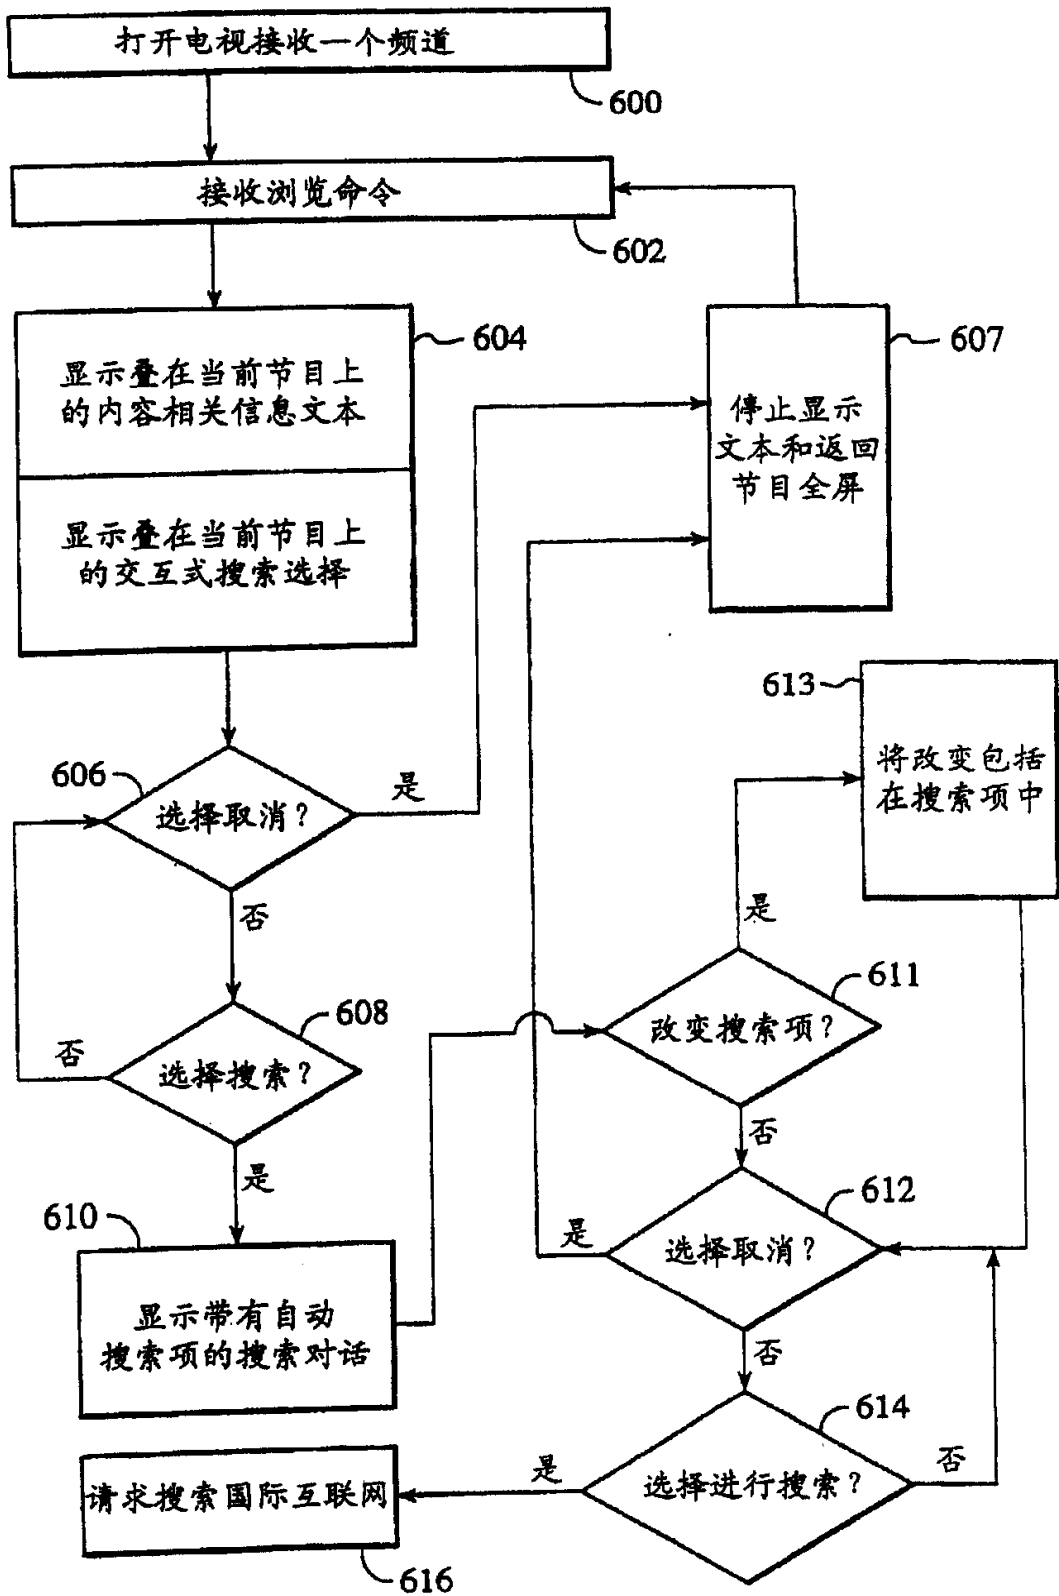 打开电视接收一个频道
600
接收浏览命令
602
显示叠在当前节目上
的内容相关信息文本
604
显示叠在当前节目上
的交互式搜索选择
停止显示
文本和返回
节目全屏
607
606
选择取消？
是
否
613
将改变包括
在搜索项中
608
选择搜索？
否
是
是
611
改变搜索项？
否
610
显示带有自动
搜索项的搜索对话
612
选择取消？
是
否
614
选择进行搜索？
是
否
请求搜索国际互联网
616